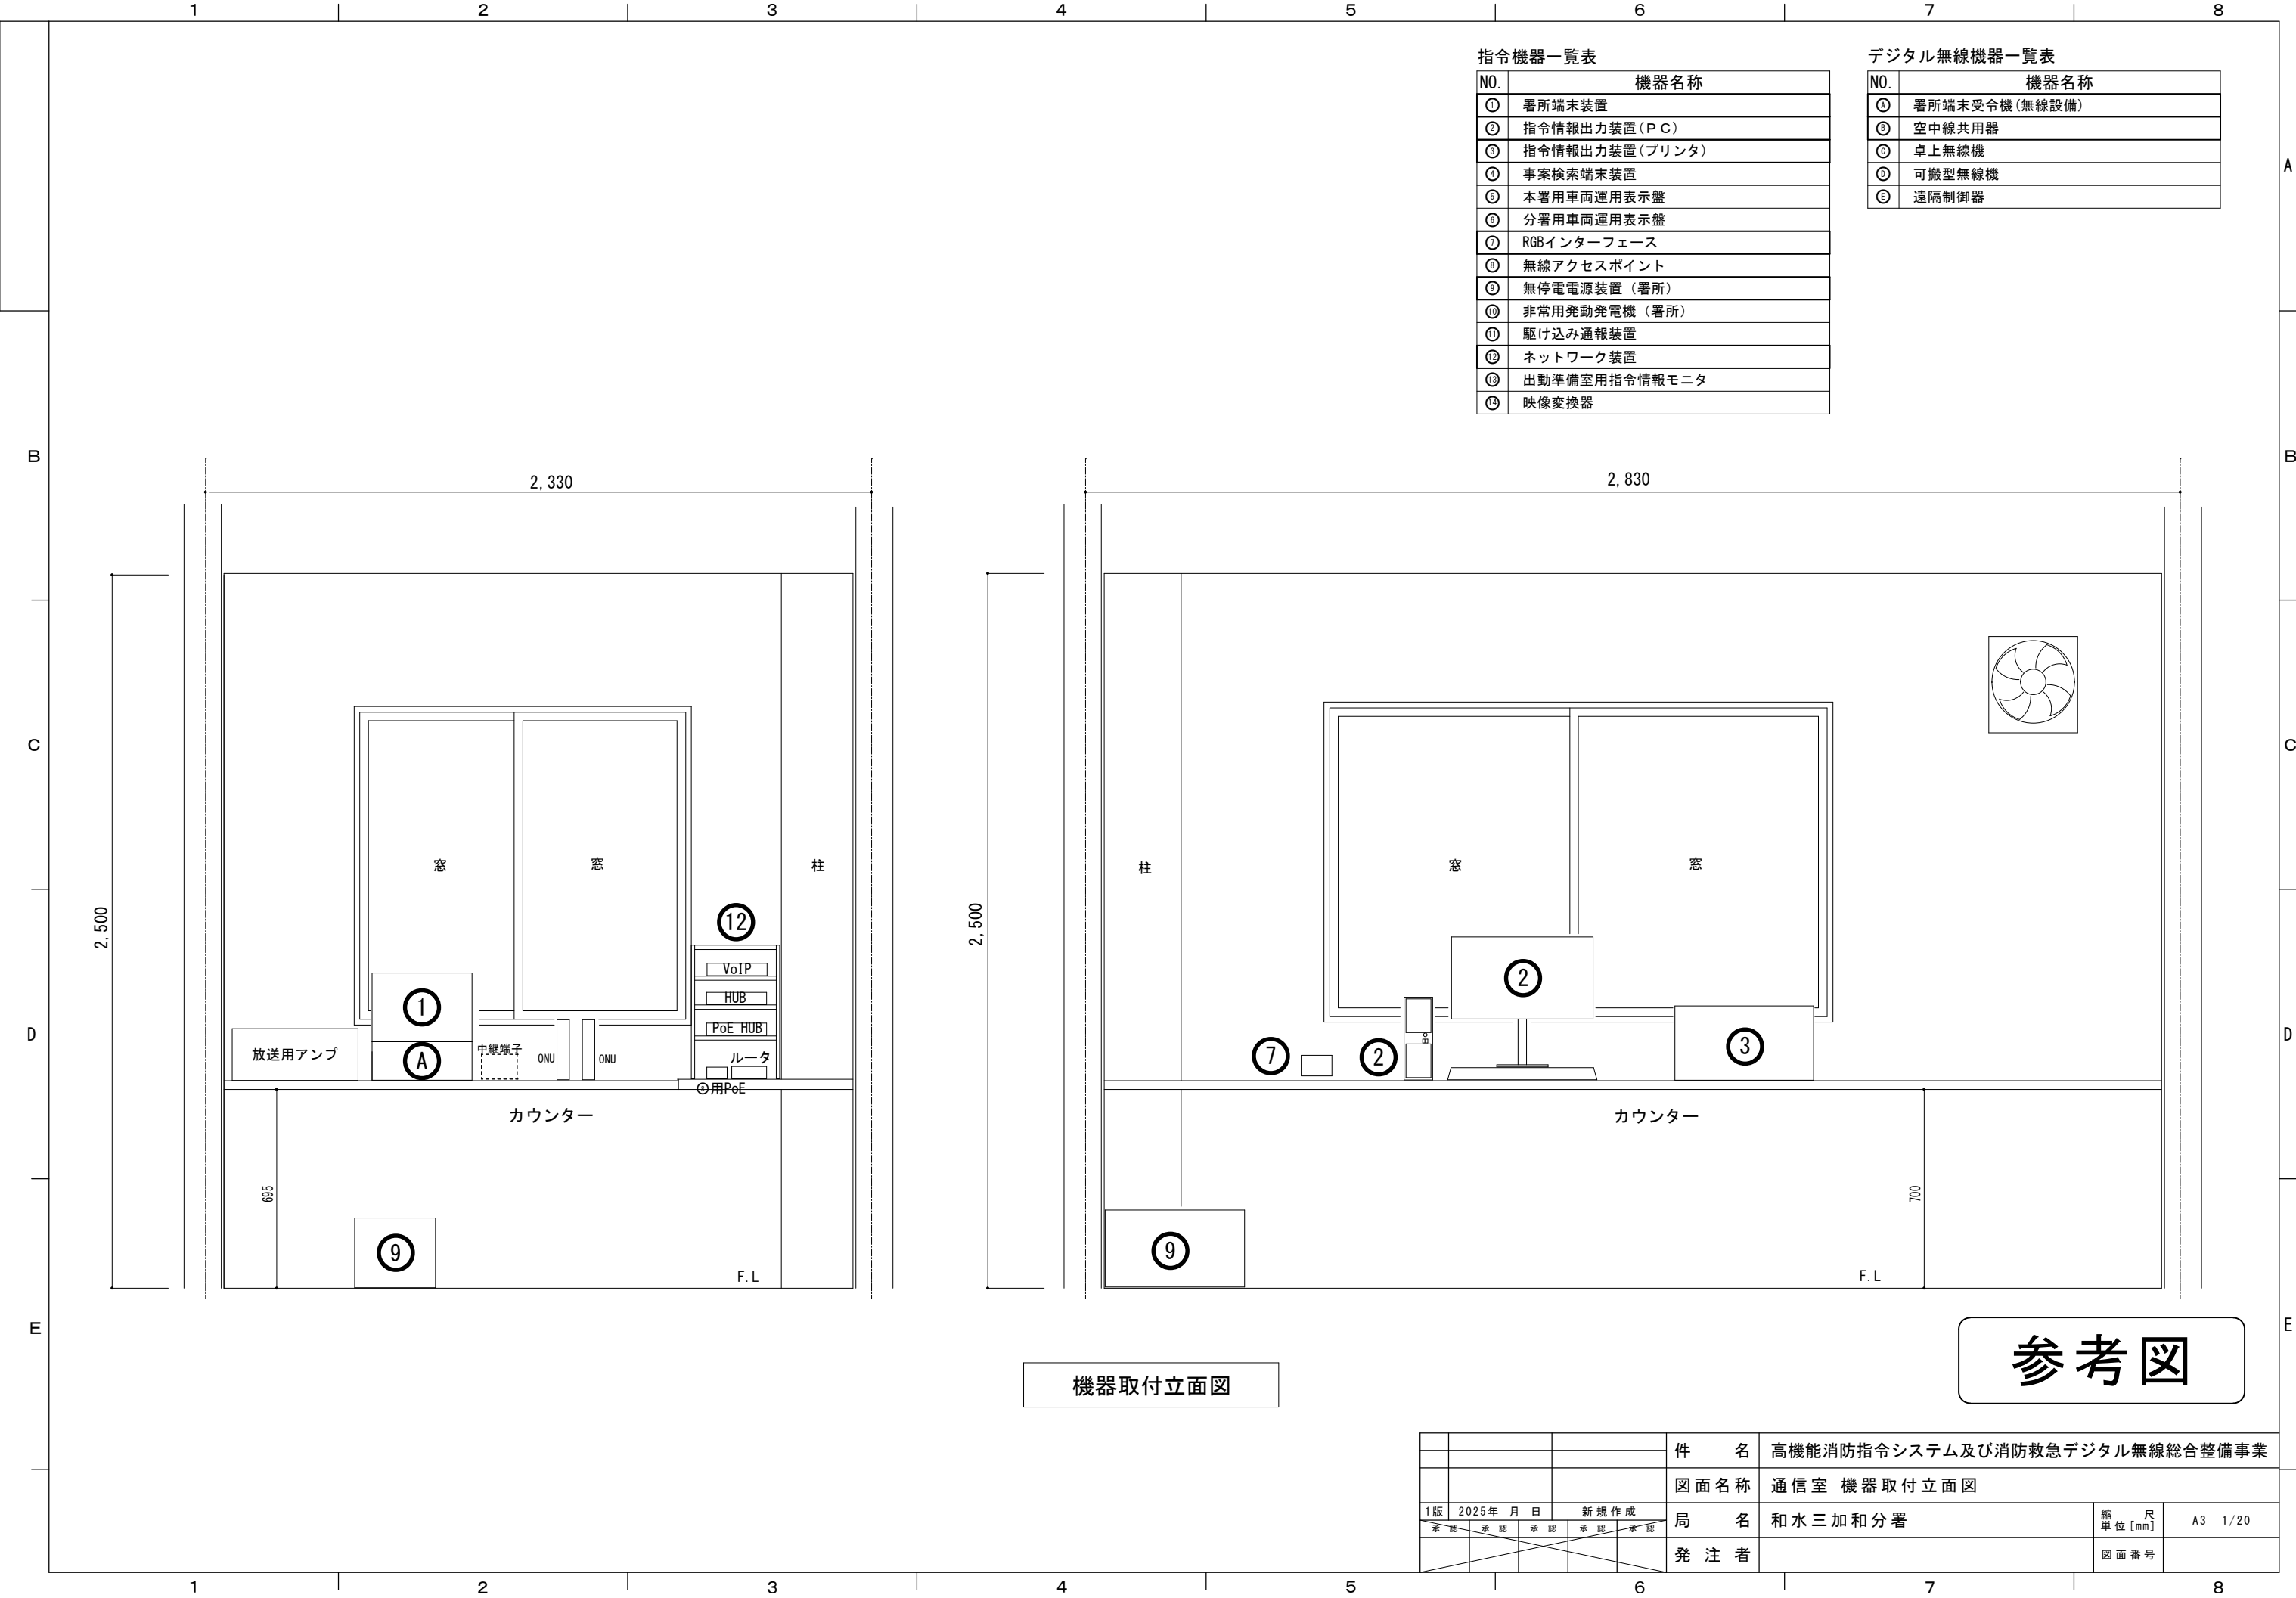 1 2 3 4 5 6 7 8
指令機器一覧表
NO. 機器名称
① 署所端末装置
② 指令情報出力装置(ＰＣ)
③ 指令情報出力装置(プリンタ)
④ 事案検索端末装置
⑤ 本署用車両運用表示盤
⑥ 分署用車両運用表示盤
⑦ RGBインターフェース
⑧ 無線アクセスポイント
⑨ 無停電電源装置（署所）
⑩ 非常用発動発電機（署所）
⑪ 駆け込み通報装置
⑫ ネットワーク装置
⑬ 出動準備室用指令情報モニタ
⑭ 映像変換器
デジタル無線機器一覧表
NO. 機器名称
Ⓐ 署所端末受令機(無線設備)
Ⓑ 空中線共用器
Ⓒ 卓上無線機
Ⓓ 可搬型無線機
Ⓔ 遠隔制御器
A
B B
C C
D D
E E
2,330
2,500
窓
窓
柱
⑫
VoIP
HUB
PoE HUB
ルータ
用PoE
①
Ⓐ
放送用アンプ
中継端子
ONU
ONU
カウンター
695
⑨
F.L
2,830
2,500
柱
窓
窓
②
⑦
②
③
カウンター
700
⑨
F.L
機器取付立面図
参考図
件名 高機能消防指令システム及び消防救急デジタル無線総合整備事業
図面名称 通信室 機器取付立面図
1版 2025年 月 日 新規作成
承認 承認 承認 承認 承認
局名 和水三加和分署
縮尺
単位[mm]
A3 1/20
発注者
図面番号
1 2 3 4 5 6 7 8